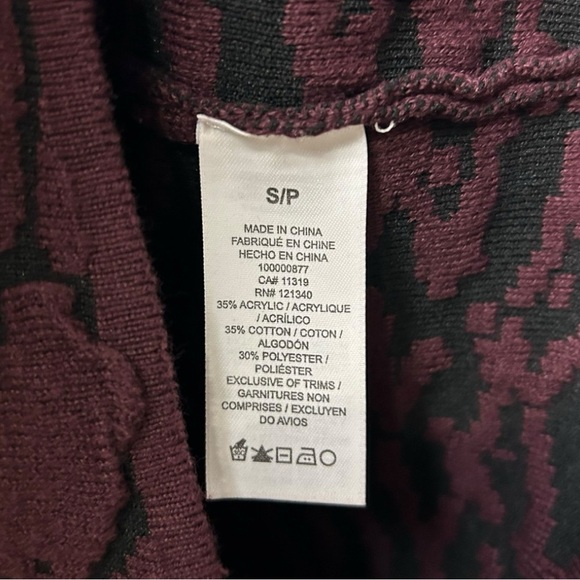 S/P
MADE IN CHINA
FABRIQUÉ EN CHINE
HECHO EN CHINA
100000877
CA# 11319
RN# 121340
35% ACRYLIC / ACRYLIQUE
/ ACRÍLICO
35% COTTON / COTON /
ALGODÓN
30% POLYESTER /
POLIÉSTER
EXCLUSIVE OF TRIMS /
GARNITURES NON
COMPRISES / EXCLUYEN
DO AVIOS